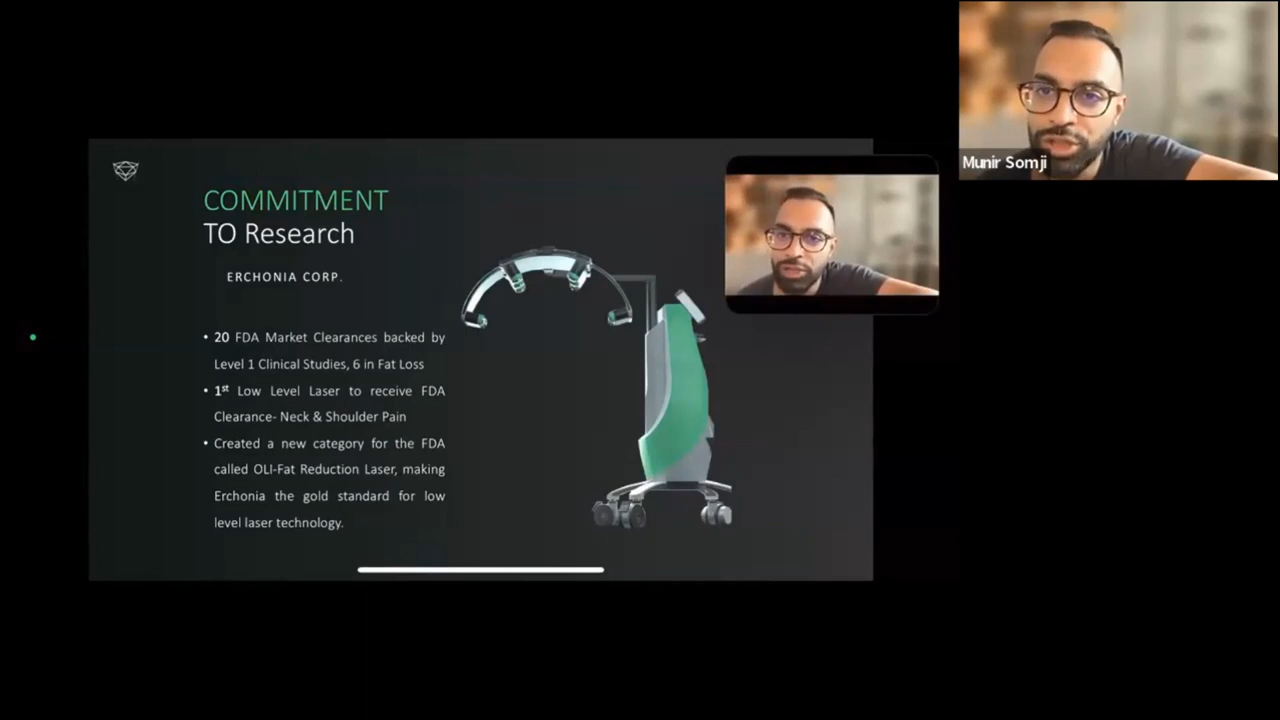 COMMITMENT
TO Research
ERCHONIA CORP.
• 20 FDA Market Clearances backed by
Level 1 Clinical Studies, 6 in Fat Loss
• 1st Low Level Laser to receive FDA
Clearance- Neck & Shoulder Pain
• Created a new category for the FDA
called OLI-Fat Reduction Laser, making
Erchonia the gold standard for low
level laser technology.
Munir Somji